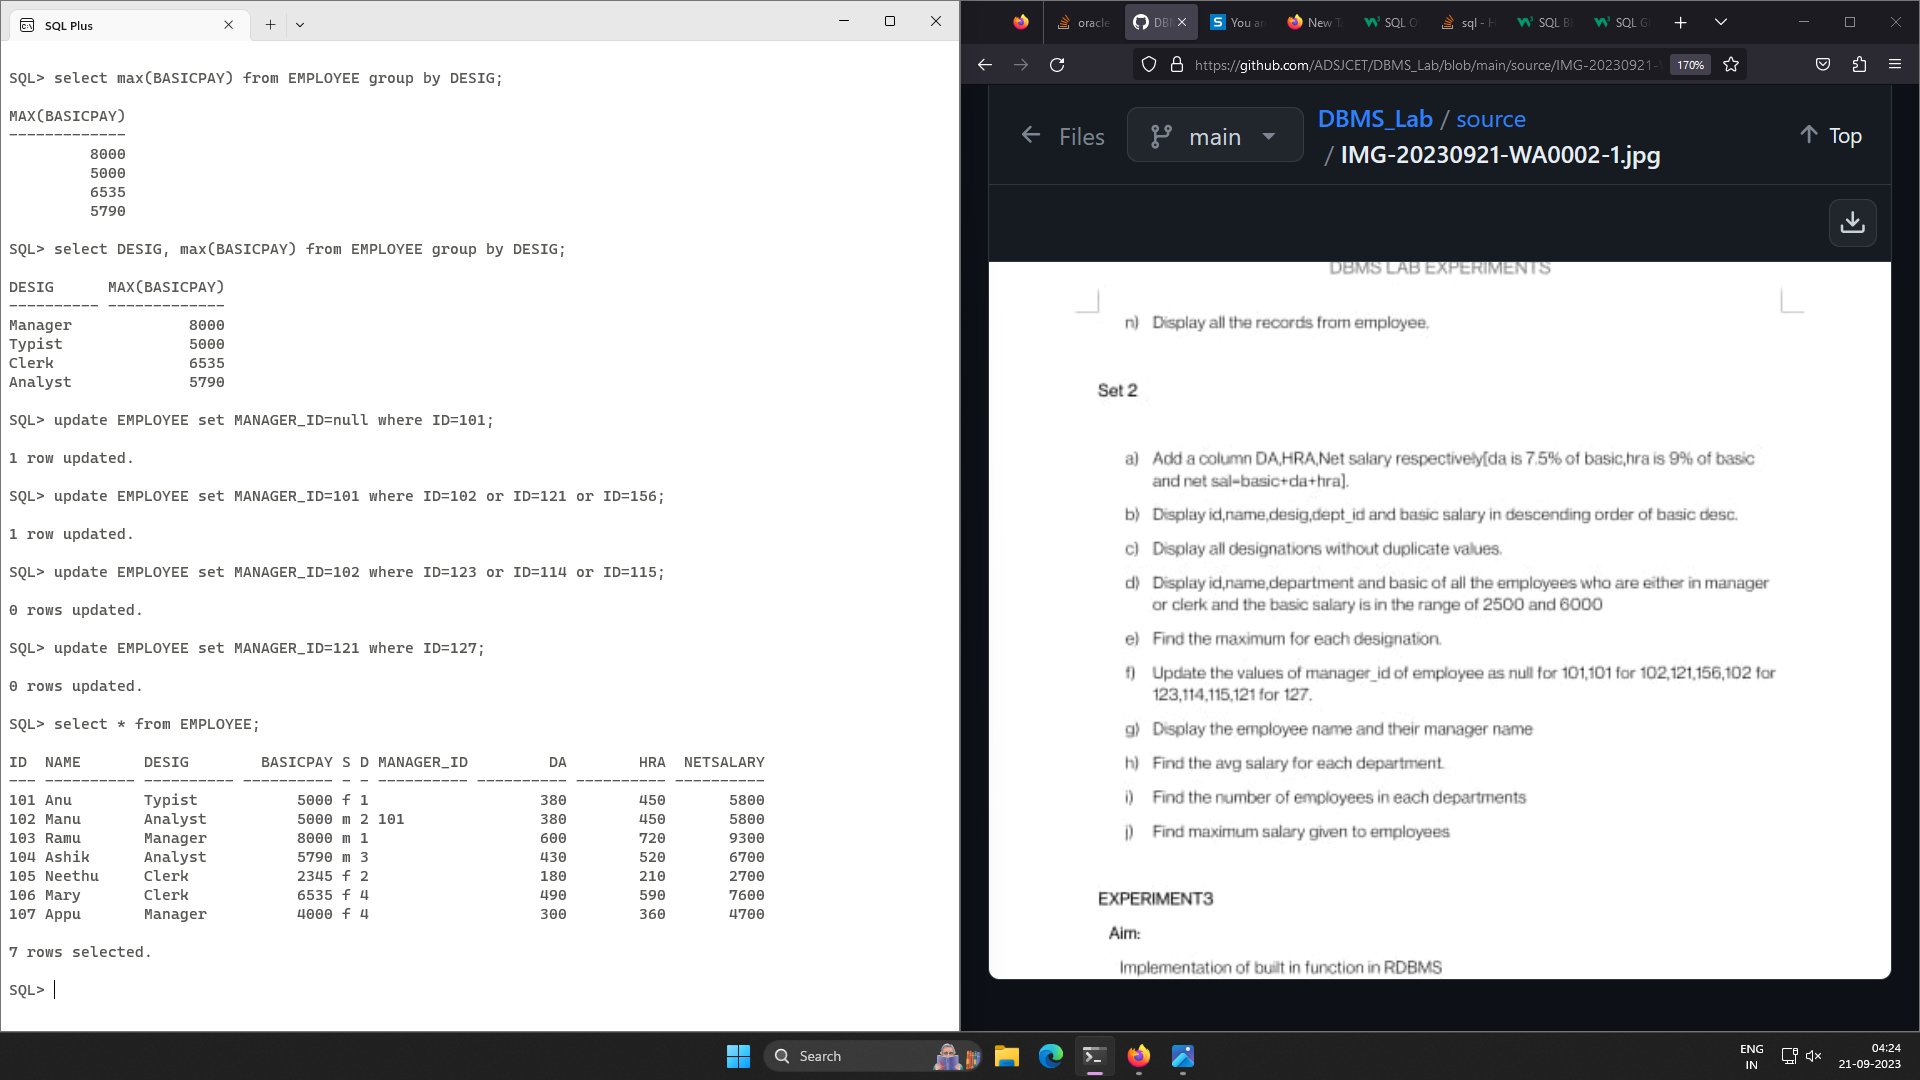 SQL Plus
SQL> select max(BASICPAY) from EMPLOYEE group by DESIG;
MAX(BASICPAY)
-------------
8000
5000
6535
5790
SQL> select DESIG, max(BASICPAY) from EMPLOYEE group by DESIG;
DESIG MAX(BASICPAY)
---------- -------------
Manager 8000
Typist 5000
Clerk 6535
Analyst 5790
SQL> update EMPLOYEE set MANAGER_ID=null where ID=101;
1 row updated.
SQL> update EMPLOYEE set MANAGER_ID=101 where ID=102 or ID=121 or ID=156;
1 row updated.
SQL> update EMPLOYEE set MANAGER_ID=102 where ID=123 or ID=114 or ID=115;
0 rows updated.
SQL> update EMPLOYEE set MANAGER_ID=121 where ID=127;
0 rows updated.
SQL> select * from EMPLOYEE;
ID NAME DESIG BASICPAY S D MANAGER_ID DA HRA NETSALARY
--- ---------- ---------- ---------- - - ---------- ---------- ---------- ----------
101 Anu Typist 5000 f 1 380 450 5800
102 Manu Analyst 5000 m 2 101 380 450 5800
103 Ramu Manager 8000 m 1 600 720 9300
104 Ashik Analyst 5790 m 3 430 520 6700
105 Neethu Clerk 2345 f 2 180 210 2700
106 Mary Clerk 6535 f 4 490 590 7600
107 Appu Manager 4000 f 4 300 360 4700
7 rows selected.
SQL>
oracle DBM You a New T SQL O sql - H SQL B SQL G
https://github.com/ADSJCET/DBMS_Lab/blob/main/source/IMG-20230921- 170%
Files main DBMS_Lab / source
/ IMG-20230921-WA0002-1.jpg
Top
DBMS LAB EXPERIMENTS
n) Display all the records from employee.
Set 2
a) Add a column DA,HRA,Net salary respectively[da is 7.5% of basic,hra is 9% of basic
and net sal=basic+da+hra].
b) Display id,name,desig,dept_id and basic salary in descending order of basic desc.
c) Display all designations without duplicate values.
d) Display id,name,department and basic of all the employees who are either in manager
or clerk and the basic salary is in the range of 2500 and 6000
e) Find the maximum for each designation.
f) Update the values of manager_id of employee as null for 101,101 for 102,121,156,102 for
123,114,115,121 for 127.
g) Display the employee name and their manager name
h) Find the avg salary for each department.
i) Find the number of employees in each departments
j) Find maximum salary given to employees
EXPERIMENT3
Aim:
Implementation of built in function in RDBMS
Search
ENG
IN
04:24
21-09-2023